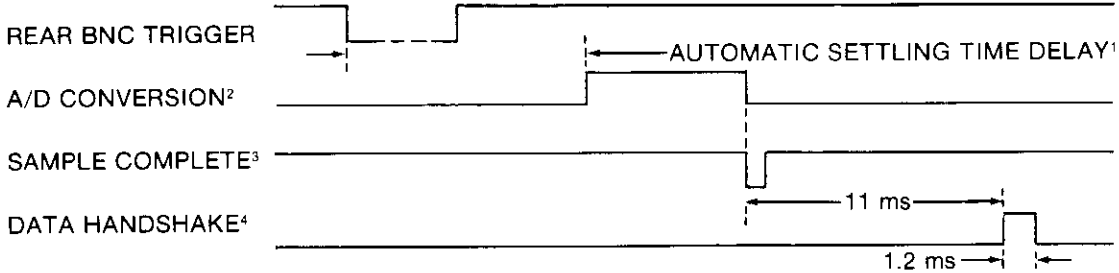 REAR BNC TRIGGER
AUTOMATIC SETTLING TIME DELAY¹
A/D CONVERSION²
SAMPLE COMPLETE³
11 ms
DATA HANDSHAKE⁴
1.2 ms